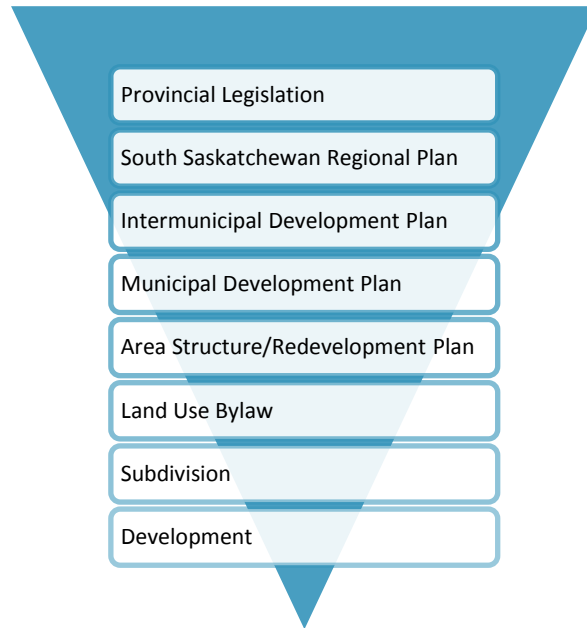 Provincial Legislation
South Saskatchewan Regional Plan
Intermunicipal Development Plan
Municipal Development Plan
Area Structure/Redevelopment Plan
Land Use Bylaw
Subdivision
Development